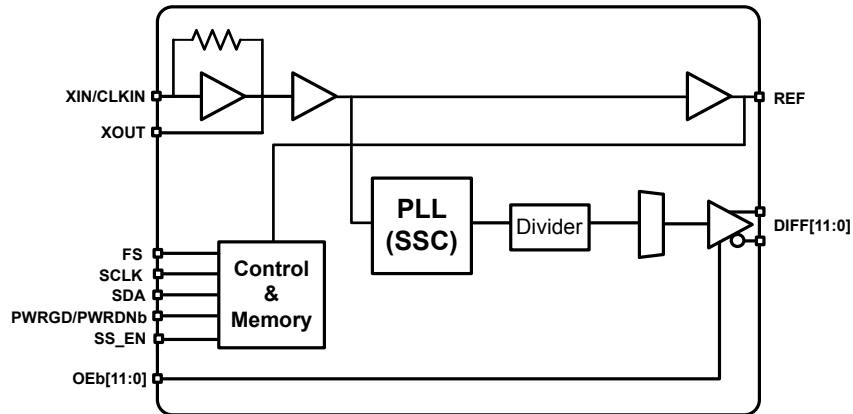 XIN/CLKIN
REF
XOUT
PLL
(SSC)
Divider
DIFF[11:0]
FS
SCLK
SDA
PWRGD/PWRDNb
SS_EN
Control
&
Memory
OEb[11:0]